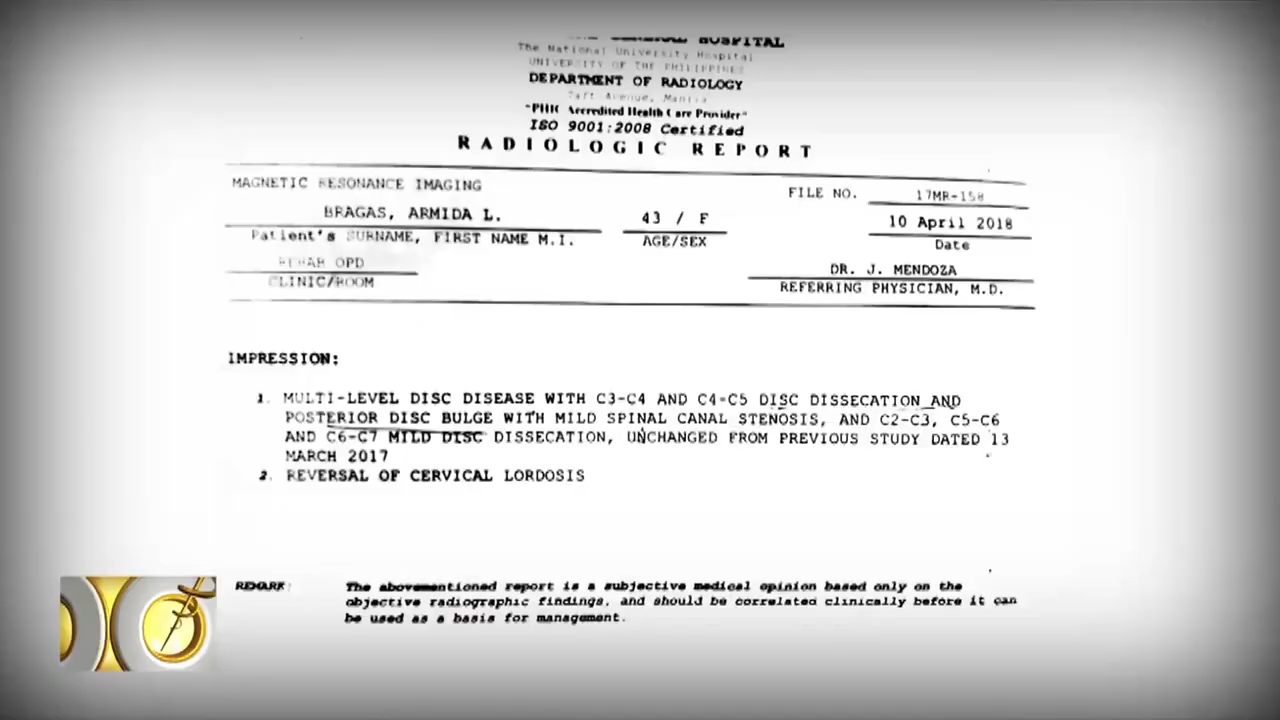 GENERAL HOSPITAL
The National University Hospital
UNIVERSITY OF THE PHILIPPINES
DEPARTMENT OF RADIOLOGY
Taft Avenue, Manila
"PHIC Accredited Health Care Provider"
ISO 9001:2008 Certified
RADIOLOGIC REPORT
MAGNETIC RESONANCE IMAGING
FILE NO. 17MR-158
BRAGAS, ARMIDA L. 43 / F 10 April 2018
Patient's SURNAME, FIRST NAME M.I. AGE/SEX Date
REHAB OPD DR. J. MENDOZA
CLINIC/ROOM REFERRING PHYSICIAN, M.D.
IMPRESSION:
1. MULTI-LEVEL DISC DISEASE WITH C3-C4 AND C4-C5 DISC DISSECATION AND
POSTERIOR DISC BULGE WITH MILD SPINAL CANAL STENOSIS, AND C2-C3, C5-C6
AND C6-C7 MILD DISC DISSECATION, UNCHANGED FROM PREVIOUS STUDY DATED 13
MARCH 2017
2. REVERSAL OF CERVICAL LORDOSIS
REMARK: The abovementioned report is a subjective medical opinion based only on the
objective radiographic findings, and should be correlated clinically before it can
be used as a basis for management.